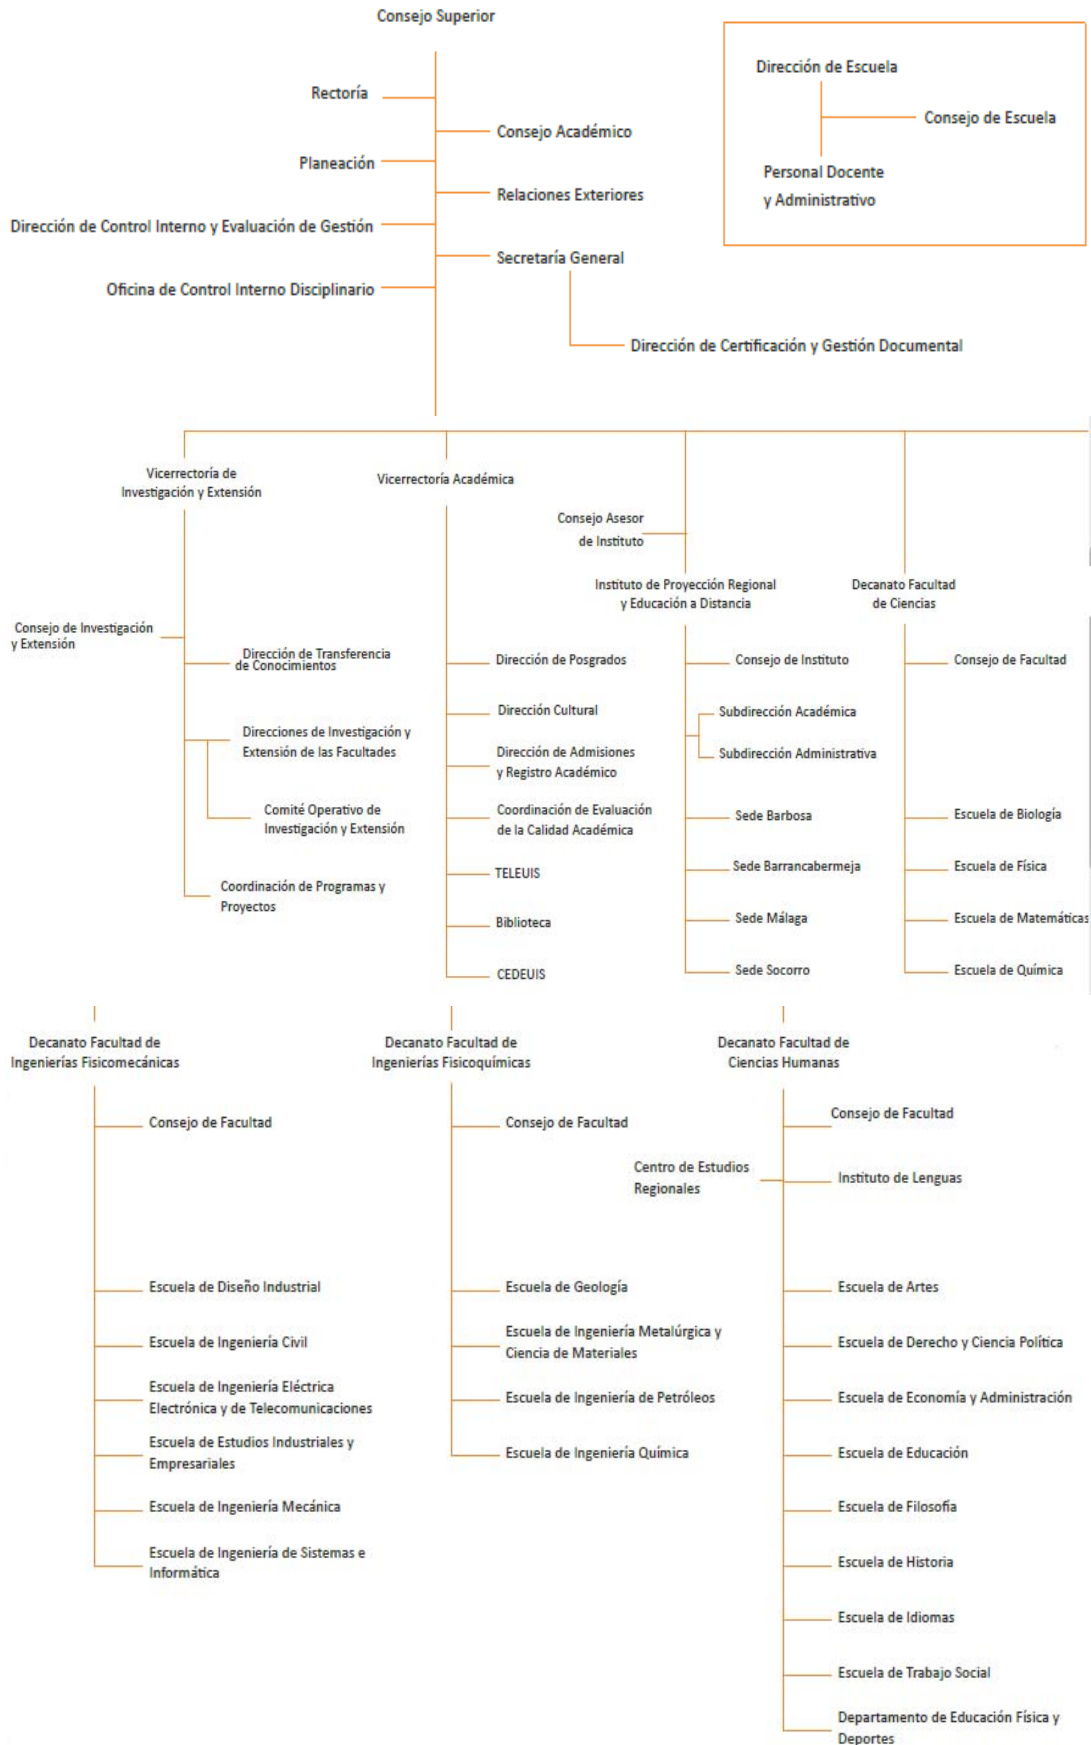 Consejo Superior
Rectoría
Consejo Académico
Planeación
Relaciones Exteriores
Dirección de Control Interno y Evaluación de Gestión
Secretaría General
Oficina de Control Interno Disciplinario
Dirección de Certificación y Gestión Documental
Dirección de Escuela
Consejo de Escuela
Personal Docente
y Administrativo
Vicerrectoría de
Investigación y Extensión
Consejo de Investigación
y Extensión
Dirección de Transferencia
de Conocimientos
Direcciones de Investigación y
Extensión de las Facultades
Comité Operativo de
Investigación y Extensión
Coordinación de Programas y
Proyectos
Vicerrectoría Académica
Dirección de Posgrados
Dirección Cultural
Dirección de Admisiones
y Registro Académico
Coordinación de Evaluación
de la Calidad Académica
TELEUIS
Biblioteca
CEDEUIS
Consejo Asesor
de Instituto
Instituto de Proyección Regional
y Educación a Distancia
Consejo de Instituto
Subdirección Académica
Subdirección Administrativa
Sede Barbosa
Sede Barrancabermeja
Sede Málaga
Sede Socorro
Decanato Facultad
de Ciencias
Consejo de Facultad
Escuela de Biología
Escuela de Física
Escuela de Matemáticas
Escuela de Química
Decanato Facultad de
Ingenierías Fisicomecánicas
Consejo de Facultad
Escuela de Diseño Industrial
Escuela de Ingeniería Civil
Escuela de Ingeniería Eléctrica
Electrónica y de Telecomunicaciones
Escuela de Estudios Industriales y
Empresariales
Escuela de Ingeniería Mecánica
Escuela de Ingeniería de Sistemas e
Informática
Decanato Facultad de
Ingenierías Fisicoquímicas
Consejo de Facultad
Escuela de Geología
Escuela de Ingeniería Metalúrgica y
Ciencia de Materiales
Escuela de Ingeniería de Petróleos
Escuela de Ingeniería Química
Decanato Facultad de
Ciencias Humanas
Consejo de Facultad
Centro de Estudios
Regionales
Instituto de Lenguas
Escuela de Artes
Escuela de Derecho y Ciencia Política
Escuela de Economía y Administración
Escuela de Educación
Escuela de Filosofía
Escuela de Historia
Escuela de Idiomas
Escuela de Trabajo Social
Departamento de Educación Física y
Deportes